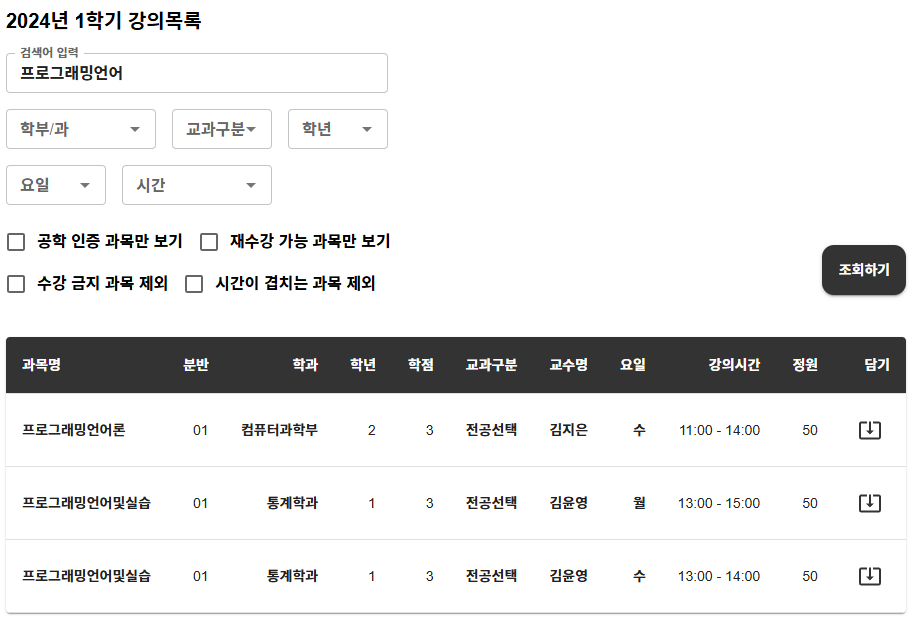 2024년 1학기 강의목록
검색어 입력
프로그래밍언어
학부/과 교과구분 학년
요일 시간
공학 인증 과목만 보기 재수강 가능 과목만 보기
수강 금지 과목 제외 시간이 겹치는 과목 제외
조회하기
과목명 분반 학과 학년 학점 교과구분 교수명 요일 강의시간 정원 담기
프로그래밍언어론 01 컴퓨터과학부 2 3 전공선택 김지은 수 11:00 - 14:00 50
프로그래밍언어및실습 01 통계학과 1 3 전공선택 김윤영 월 13:00 - 15:00 50
프로그래밍언어및실습 01 통계학과 1 3 전공선택 김윤영 수 13:00 - 14:00 50